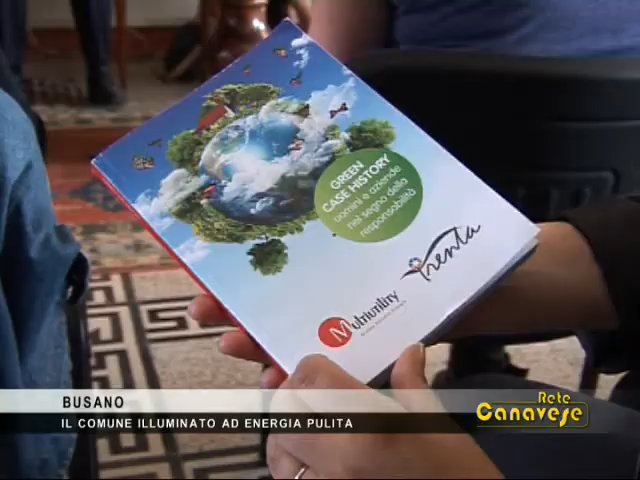 GREEN
CASE HISTORY
uomini e aziende
nel segno della
responsabilità
Multiutility
Trenta
BUSANO
IL COMUNE ILLUMINATO AD ENERGIA PULITA
Rete
Canavese